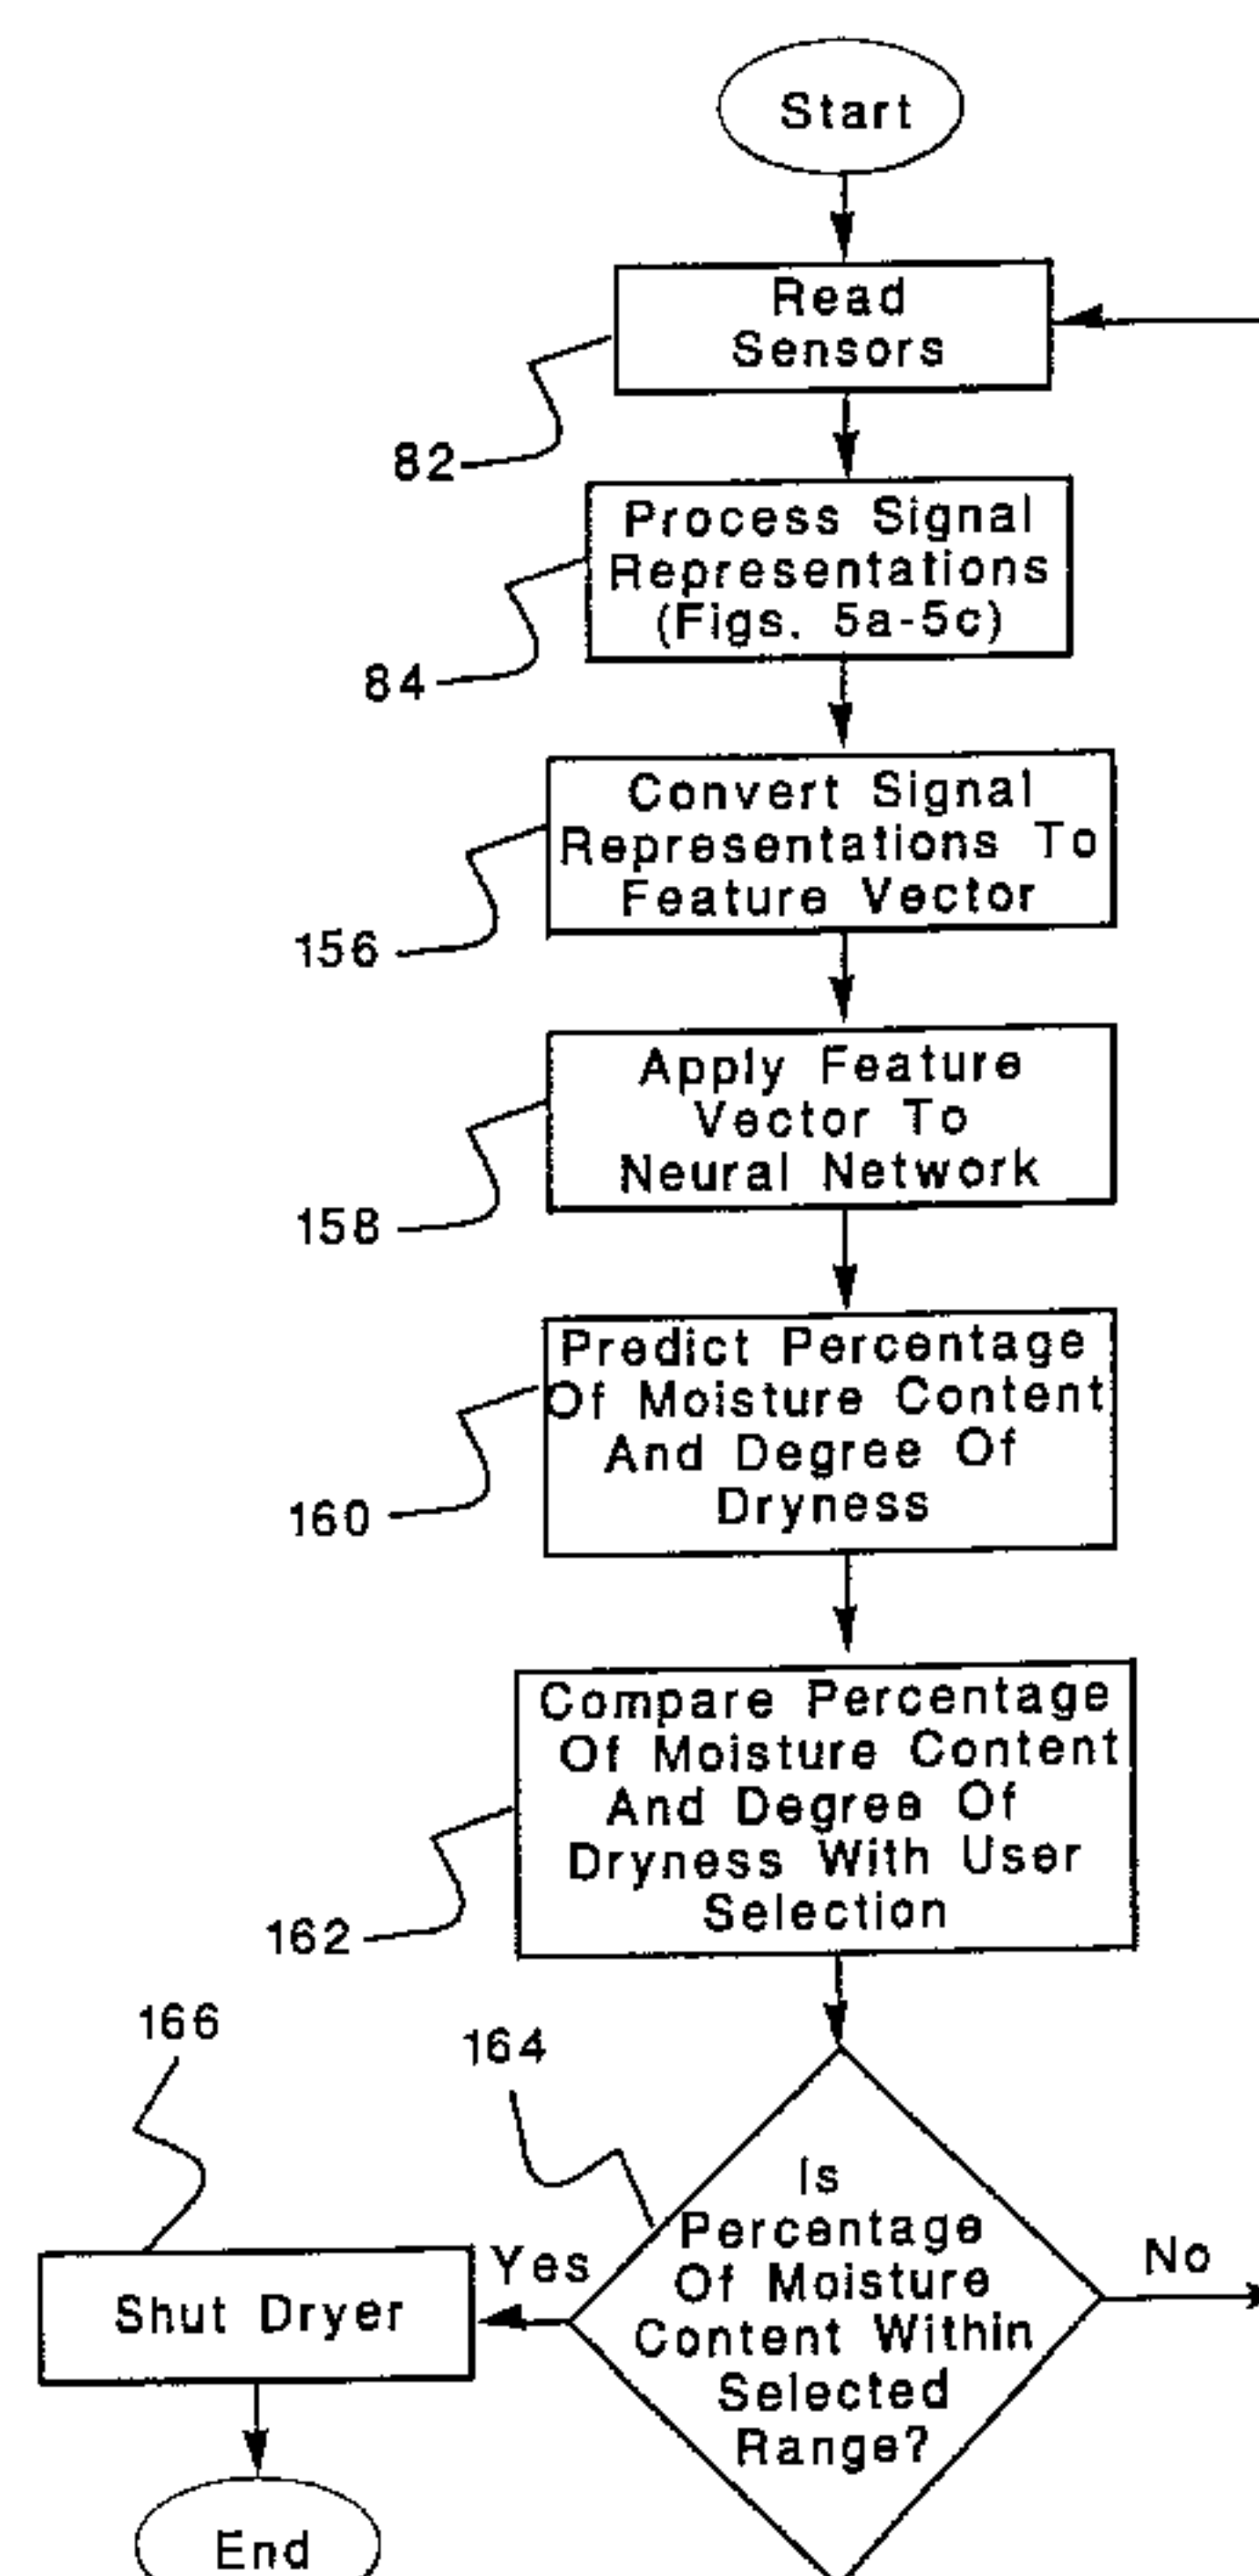 Start
Read
Sensors
82
Process Signal
Representations
(Figs. 5a-5c)
84
Convert Signal
Representations To
Feature Vector
156
Apply Feature
Vector To
Neural Network
158
Predict Percentage
Of Moisture Content
And Degree Of
Dryness
160
Compare Percentage
Of Moisture Content
And Degree Of
Dryness With User
Selection
162
166
164
Is
Percentage
Of Moisture
Content Within
Selected
Range?
Yes
No
Shut Dryer
End